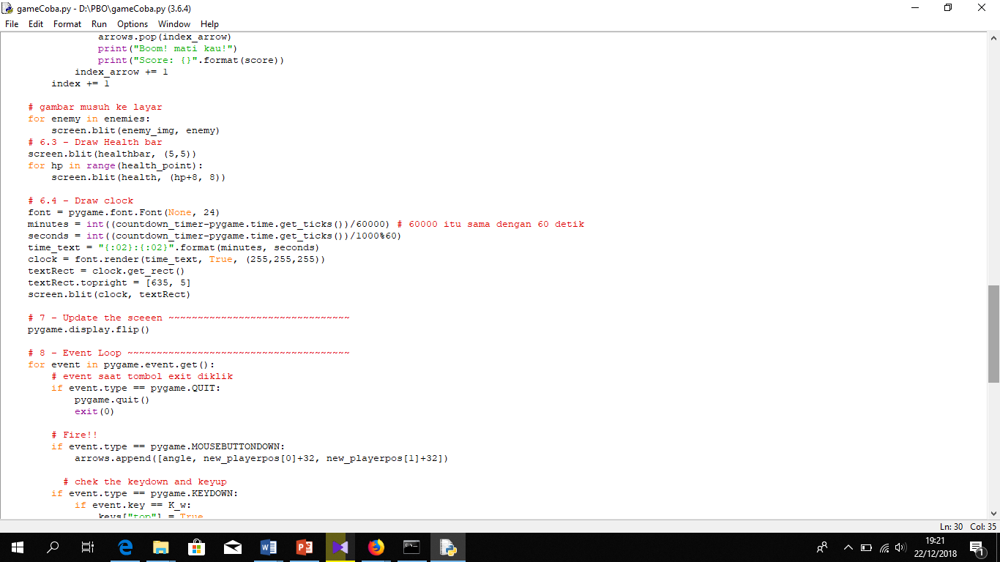 gameCoba.py - D:\PBO\gameCoba.py (3.6.4)
File Edit Format Run Options Window Help
arrows.pop(index_arrow)
print("Boom! mati kau!")
print("Score: {}".format(score))
index_arrow += 1
index += 1
# gambar musuh ke layar
for enemy in enemies:
screen.blit(enemy_img, enemy)
# 6.3 - Draw Health bar
screen.blit(healthbar, (5,5))
for hp in range(health_point):
screen.blit(health, (hp+8, 8))
# 6.4 - Draw clock
font = pygame.font.Font(None, 24)
minutes = int((countdown_timer-pygame.time.get_ticks())/60000) # 60000 itu sama dengan 60 detik
seconds = int((countdown_timer-pygame.time.get_ticks())/1000%60)
time_text = "{:02}:{:02}".format(minutes, seconds)
clock = font.render(time_text, True, (255,255,255))
textRect = clock.get_rect()
textRect.topright = [635, 5]
screen.blit(clock, textRect)
# 7 - Update the sceeen ~~~~~~~~~~~~~~~~~~~~~~~~~~~~~~~
pygame.display.flip()
# 8 - Event Loop ~~~~~~~~~~~~~~~~~~~~~~~~~~~~~~~~~~~~~~
for event in pygame.event.get():
# event saat tombol exit diklik
if event.type == pygame.QUIT:
pygame.quit()
exit(0)
# Fire!!
if event.type == pygame.MOUSEBUTTONDOWN:
arrows.append([angle, new_playerpos[0]+32, new_playerpos[1]+32])
# chek the keydown and keyup
if event.type == pygame.KEYDOWN:
if event.key == K_w:
keys["top"] = True
Ln: 30 Col: 35
19:21
22/12/2018
1